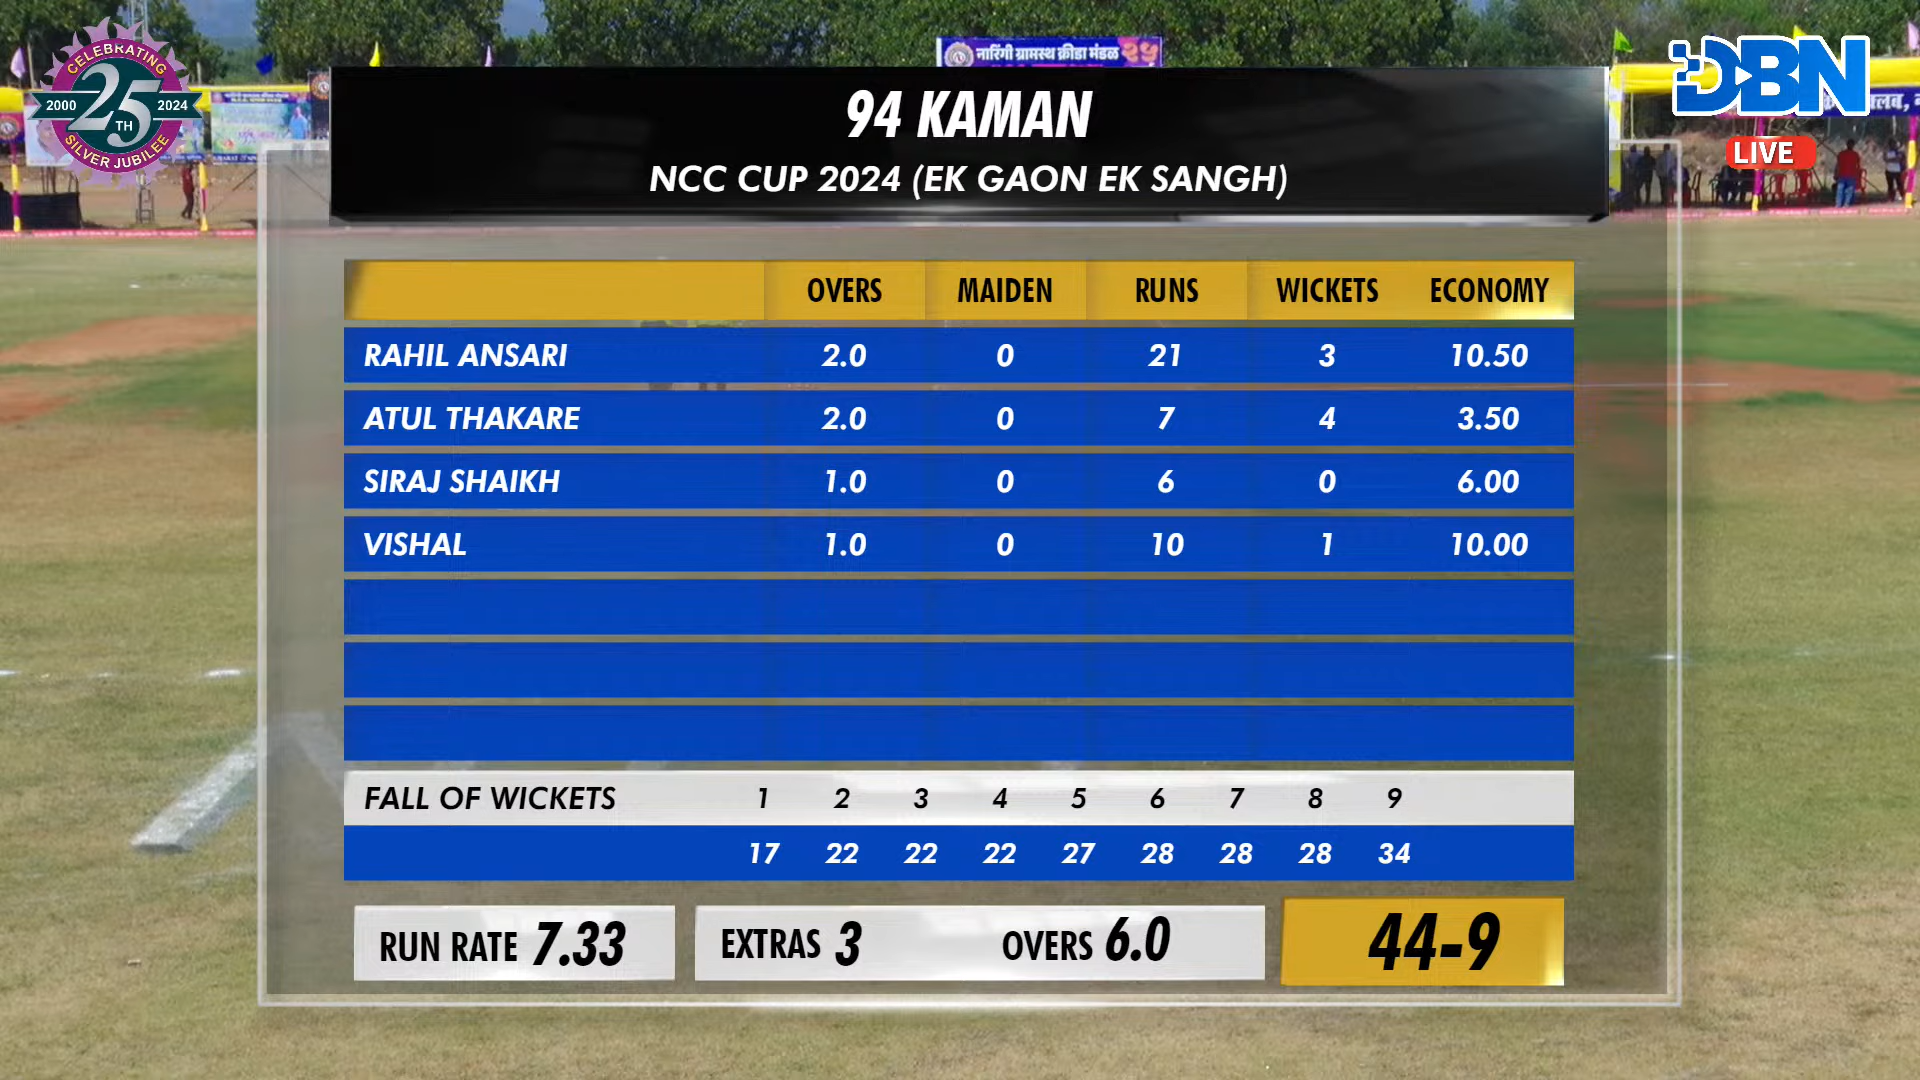 CELEBRATING
2000 25TH 2024
SILVER JUBILEE
नारिंगी ग्रामस्थ क्रीडा मंडळ २५
DBN
LIVE
94 KAMAN
NCC CUP 2024 (EK GAON EK SANGH)
OVERS MAIDEN RUNS WICKETS ECONOMY
RAHIL ANSARI 2.0 0 21 3 10.50
ATUL THAKARE 2.0 0 7 4 3.50
SIRAJ SHAIKH 1.0 0 6 0 6.00
VISHAL 1.0 0 10 1 10.00
FALL OF WICKETS 1 2 3 4 5 6 7 8 9
17 22 22 22 27 28 28 28 34
RUN RATE 7.33 EXTRAS 3 OVERS 6.0 44-9